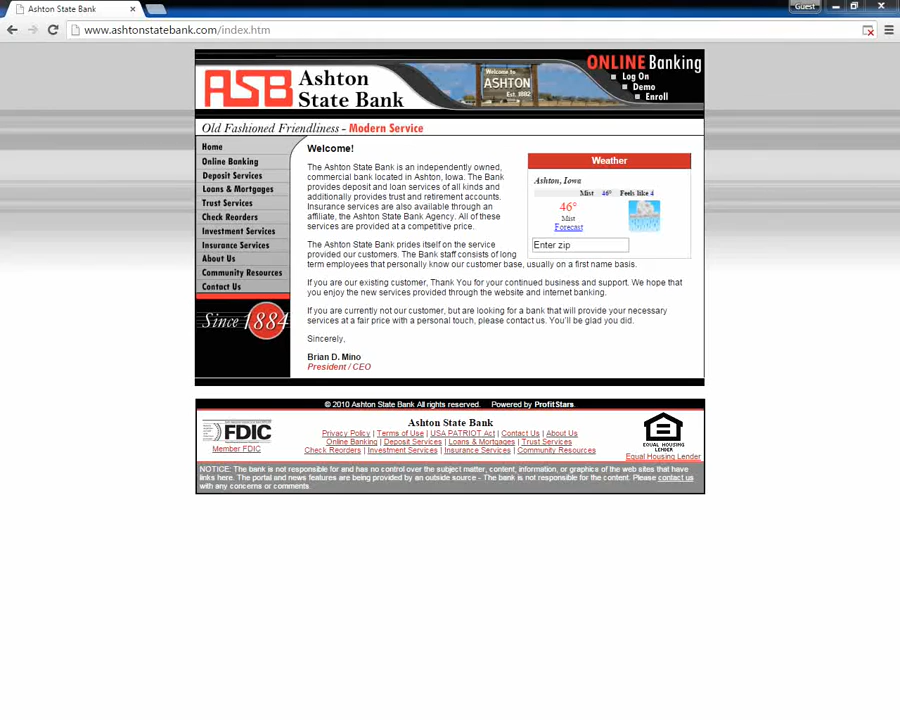 Ashton State Bank
Guest
www.ashtonstatebank.com/index.htm
ASB Ashton
State Bank
Welcome to
ASHTON
Est. 1882
ONLINE Banking
Log On
Demo
Enroll
Old Fashioned Friendliness - Modern Service
Home
Online Banking
Deposit Services
Loans & Mortgages
Trust Services
Check Reorders
Investment Services
Insurance Services
About Us
Community Resources
Contact Us
Since 1884
Welcome!
The Ashton State Bank is an independently owned,
commercial bank located in Ashton, Iowa. The Bank
provides deposit and loan services of all kinds and
additionally provides trust and retirement accounts.
Insurance services are also available through an
affiliate, the Ashton State Bank Agency. All of these
services are provided at a competitive price.
The Ashton State Bank prides itself on the service
provided our customers. The Bank staff consists of long
term employees that personally know our customer base, usually on a first name basis.
If you are our existing customer, Thank You for your continued business and support. We hope that
you enjoy the new services provided through the website and internet banking.
If you are currently not our customer, but are looking for a bank that will provide your necessary
services at a fair price with a personal touch, please contact us. You'll be glad you did.
Sincerely,
Brian D. Mino
President / CEO
Weather
Ashton, Iowa
Mist 46° Feels like 4
46°
Mist
Forecast
Enter zip
© 2010 Ashton State Bank All rights reserved. Powered by ProfitStars.
FDIC
Member FDIC
Ashton State Bank
Privacy Policy | Terms of Use | USA PATRIOT Act | Contact Us | About Us
Online Banking | Deposit Services | Loans & Mortgages | Trust Services
Check Reorders | Investment Services | Insurance Services | Community Resources
EQUAL HOUSING
LENDER
Equal Housing Lender
NOTICE: The bank is not responsible for and has no control over the subject matter, content, information, or graphics of the web sites that have
links here. The portal and news features are being provided by an outside source - The bank is not responsible for the content. Please contact us
with any concerns or comments.